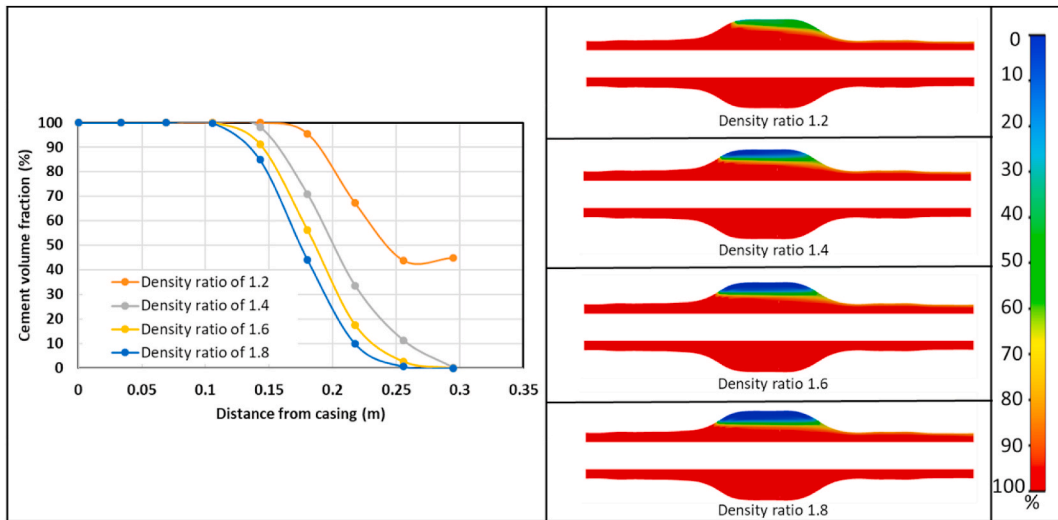 Cement volume fraction (%)
100
90
80
70
60
50
40
30
20
10
0
Density ratio of 1.2
Density ratio of 1.4
Density ratio of 1.6
Density ratio of 1.8
0 0.05 0.1 0.15 0.2 0.25 0.3 0.35
Distance from casing (m)
Density ratio 1.2
Density ratio 1.4
Density ratio 1.6
Density ratio 1.8
0
10
20
30
40
50
60
70
80
90
100
%